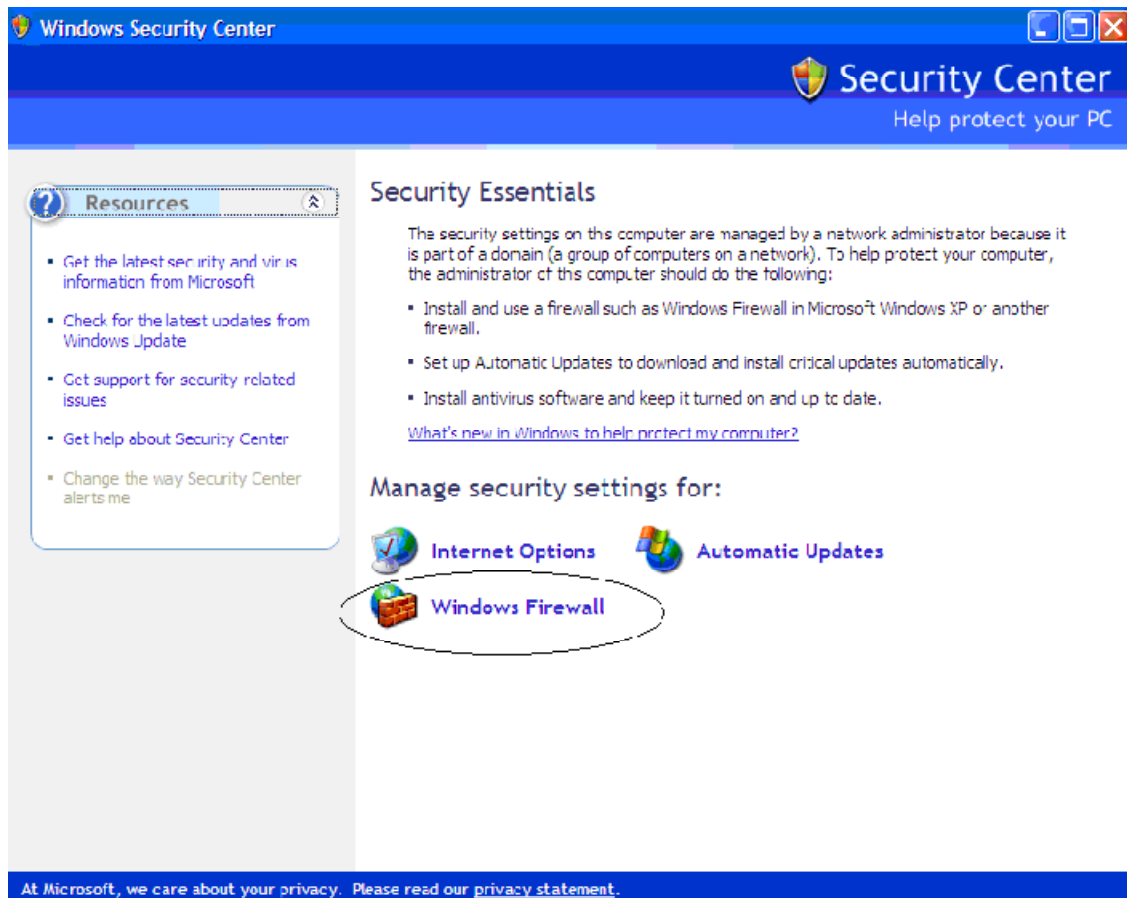 Windows Security Center
Security Center
Help protect your PC
Resources
Get the latest security and virus
information from Microsoft
Check for the latest updates from
Windows Update
Get support for security-related
issues
Get help about Security Center
Change the way Security Center
alerts me
Security Essentials
The security settings on this computer are managed by a network administrator because it
is part of a domain (a group of computers on a network). To help protect your computer,
the administrator of this computer should do the following:
Install and use a firewall such as Windows Firewall in Microsoft Windows XP or another
firewall.
Set up Automatic Updates to download and install critical updates automatically.
Install antivirus software and keep it turned on and up to date.
What's new in Windows to help protect my computer?
Manage security settings for:
Internet Options
Automatic Updates
Windows Firewall
At Microsoft, we care about your privacy. Please read our privacy statement.